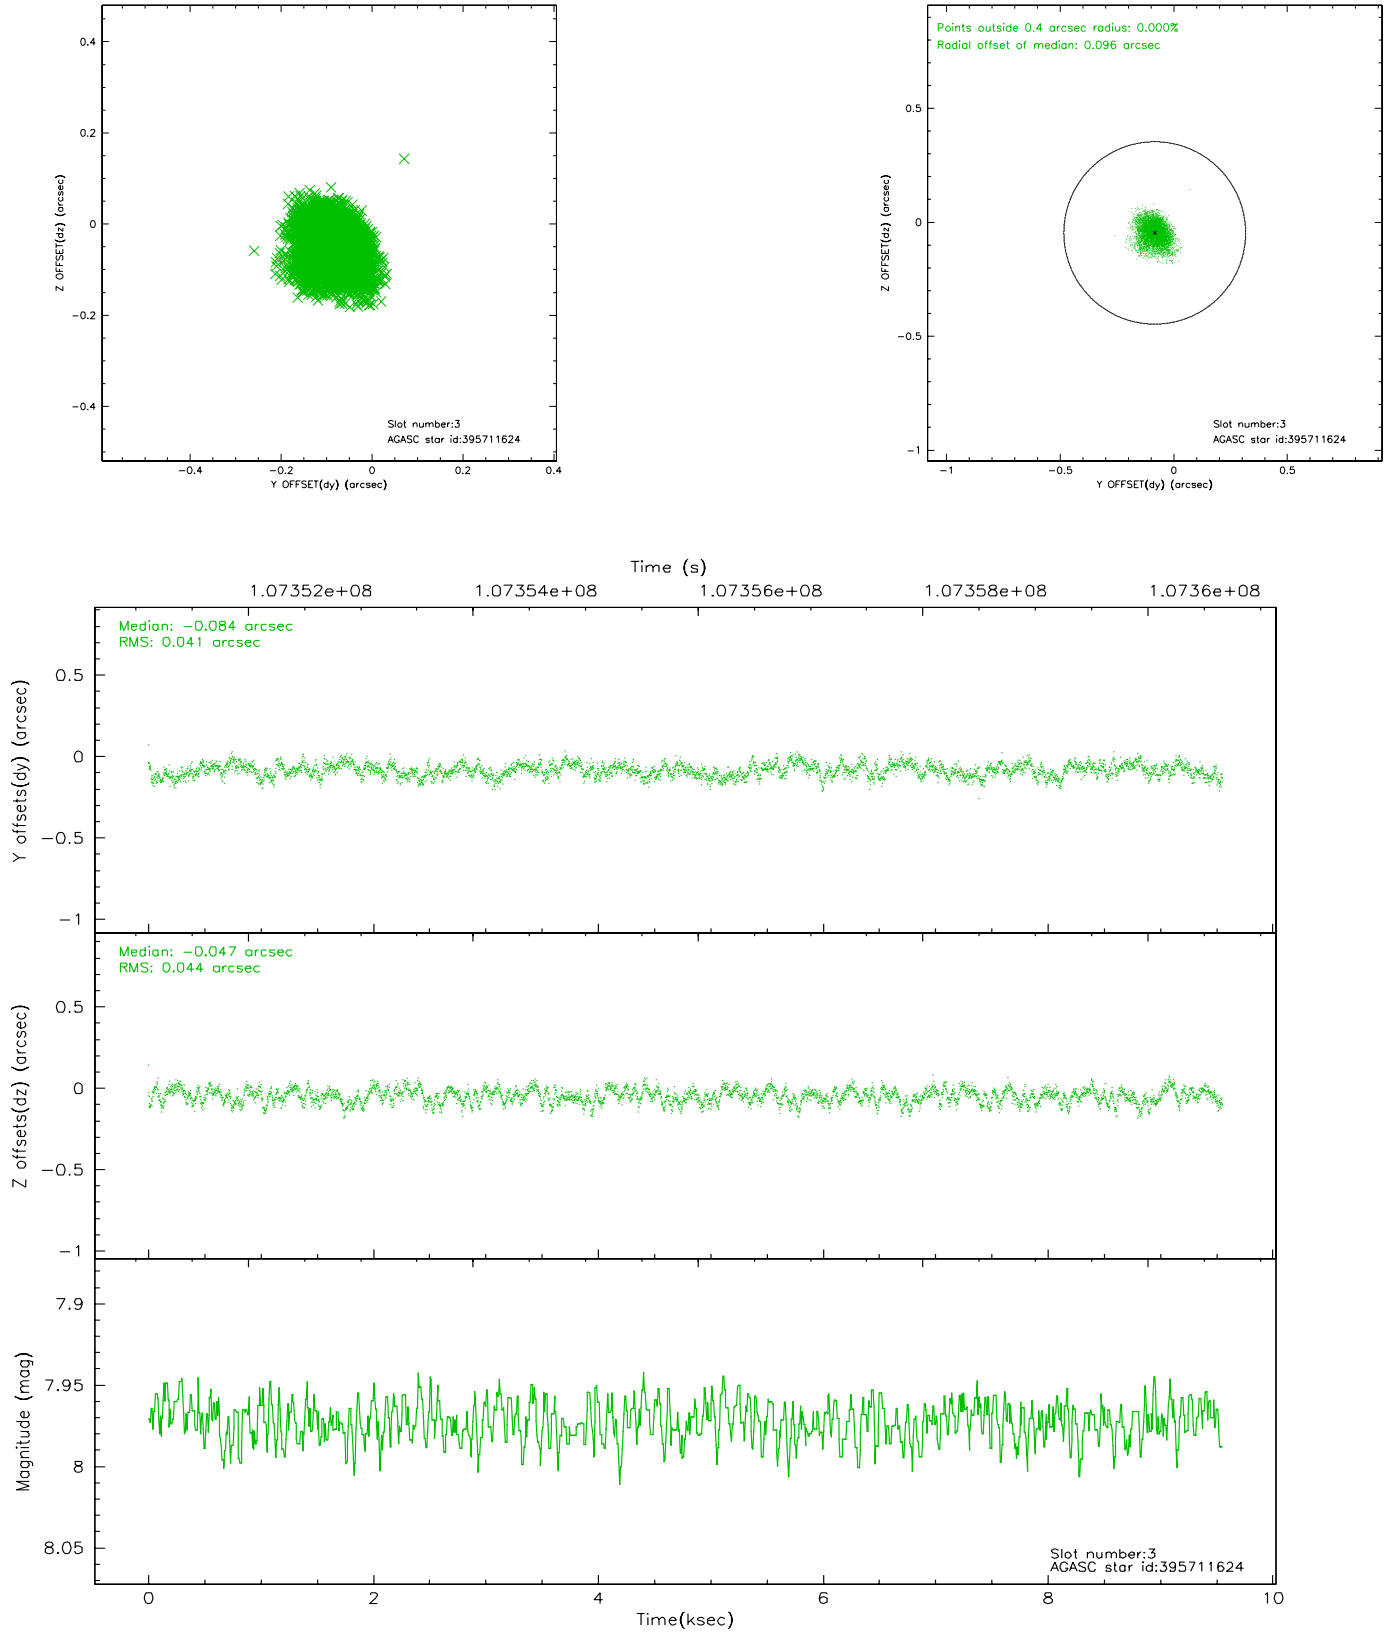 0.4
0.2
0
−0.2
−0.4
Z OFFSET(dz) (arcsec)
−0.4 −0.2 0 0.2 0.4
Y OFFSET(dy) (arcsec)
Slot number:3
AGASC star id:395711624
Points outside 0.4 arcsec radius: 0.000%
Radial offset of median: 0.096 arcsec
0.5
0
−0.5
−1
Z OFFSET(dz) (arcsec)
−1 −0.5 0 0.5
Y OFFSET(dy) (arcsec)
Slot number:3
AGASC star id:395711624
Time (s)
1.07352e+08 1.07354e+08 1.07356e+08 1.07358e+08 1.0736e+08
Median: −0.084 arcsec
RMS: 0.041 arcsec
0.5
0
−0.5
−1
Y offsets(dy) (arcsec)
Median: −0.047 arcsec
RMS: 0.044 arcsec
0.5
0
−0.5
−1
Z offsets(dz) (arcsec)
7.9
7.95
8
8.05
Magnitude (mag)
Slot number:3
AGASC star id:395711624
0 2 4 6 8 10
Time(ksec)